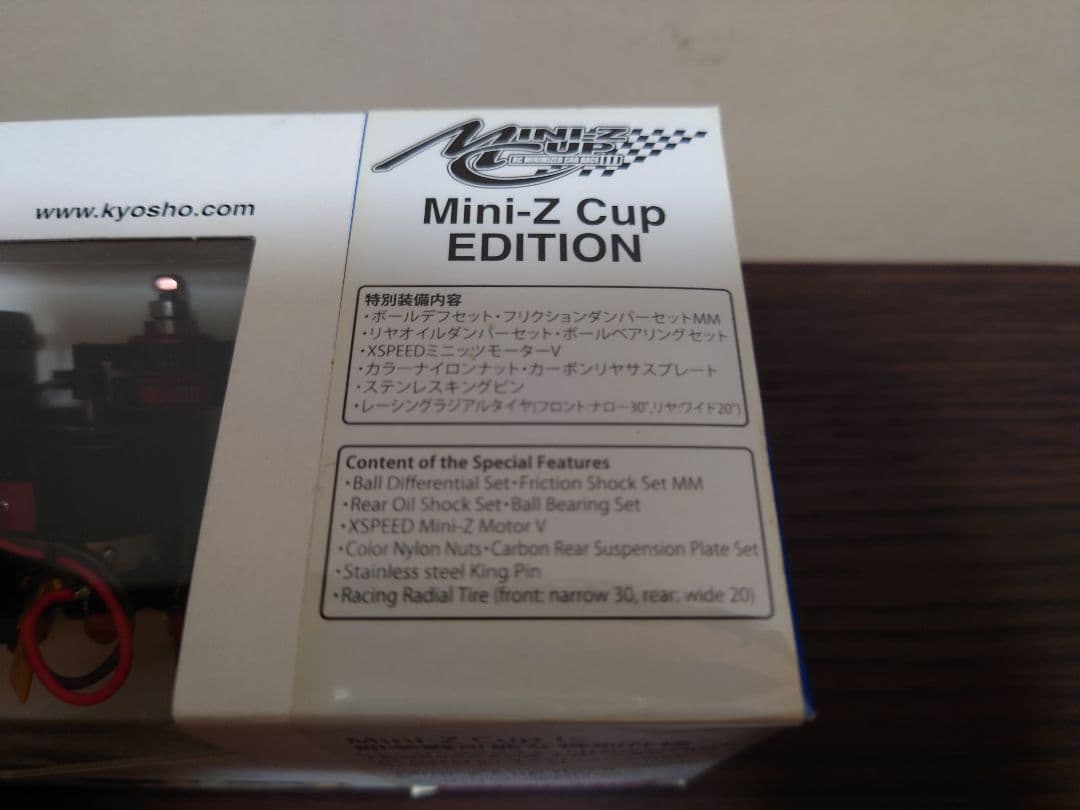 www.kyosho.com
MINI-Z
CUP
RC MINIMIZED CAR RACE
Mini-Z Cup
EDITION
特別装備内容
・ボールデフセット・フリクションダンパーセットMM
・リヤオイルダンパーセット・ボールベアリングセット
・XSPEEDミニッツモーターV
・カラーナイロンナット・カーボンリヤサスプレート
・ステンレスキングピン
・レーシングラジアルタイヤ(フロント:ナロー30°,リヤ:ワイド20°)
Content of the Special Features
・Ball Differential Set・Friction Shock Set MM
・Rear Oil Shock Set・Ball Bearing Set
・XSPEED Mini-Z Motor V
・Color Nylon Nuts・Carbon Rear Suspension Plate Set
・Stainless steel King Pin
・Racing Radial Tire (front: narrow 30, rear: wide 20)
Mini-Z Cup